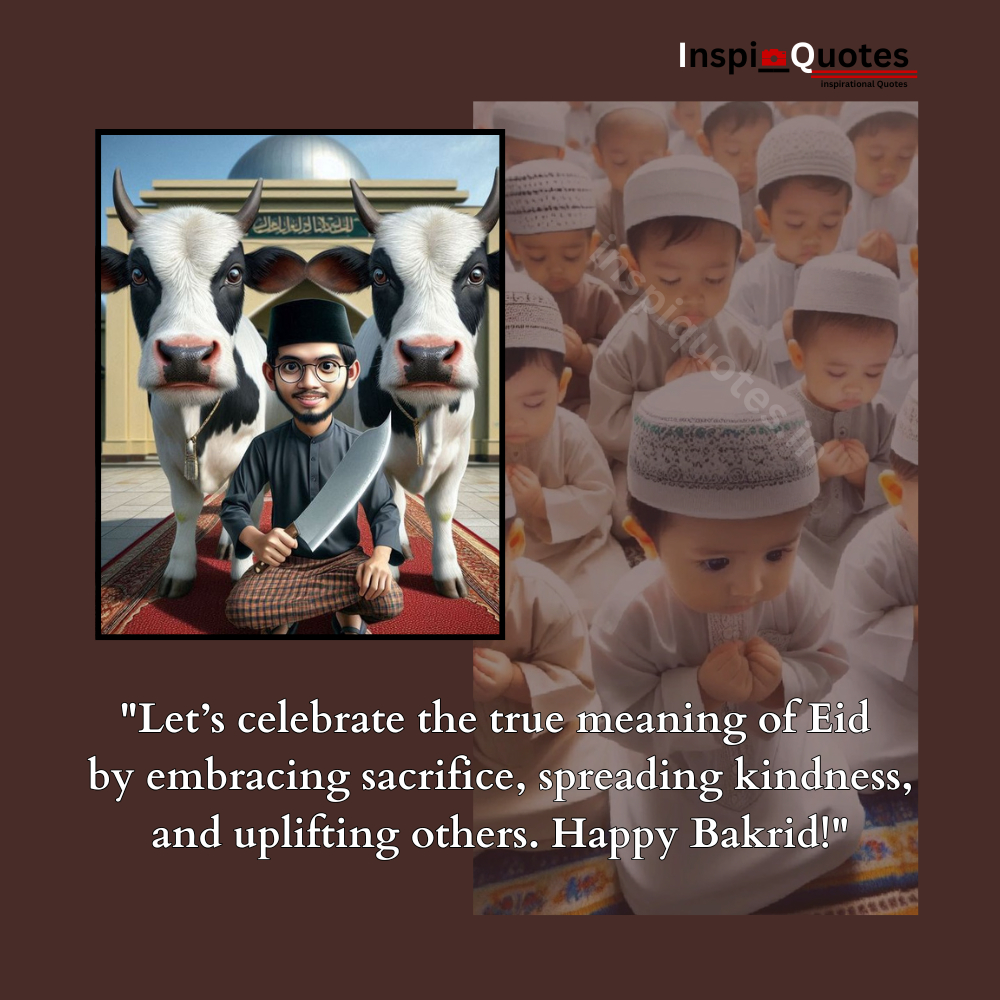 InspiQuotes
Inspirational Quotes
inspiquotes
"Let’s celebrate the true meaning of Eid
by embracing sacrifice, spreading kindness,
and uplifting others. Happy Bakrid!"